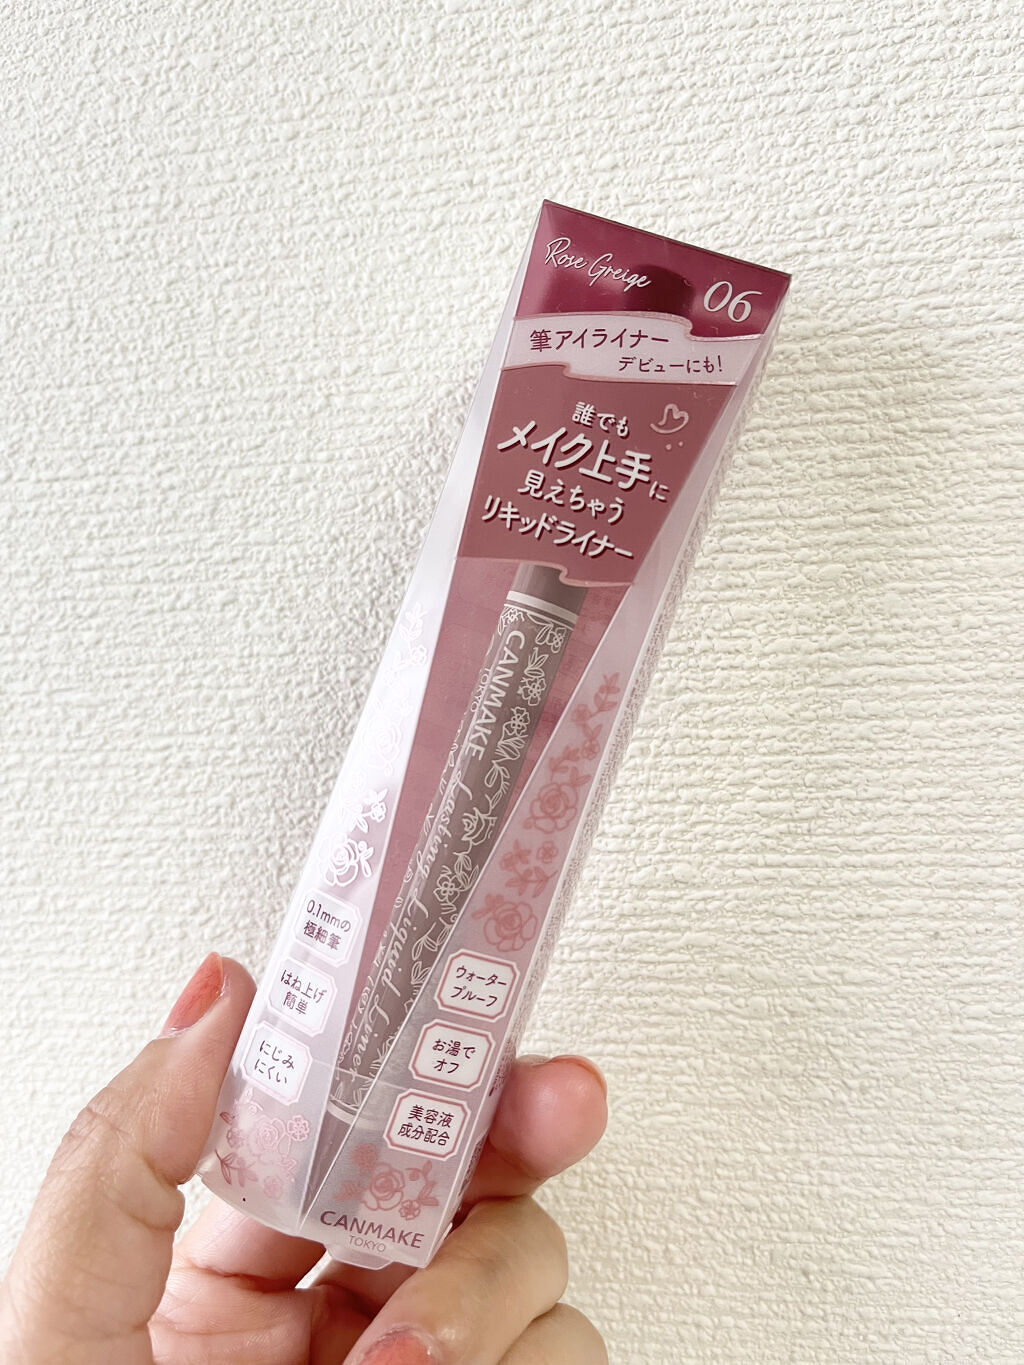 Rose Greige
06
筆アイライナー
デビューにも!
誰でも
メイク上手に
見えちゃう
リキッドライナー
CANMAKE
TOKYO
Lasting Liquid Liner
0.1mmの
極細筆
はね上げ
簡単
にじみ
にくい
ウォーター
プルーフ
お湯で
オフ
美容液
成分配合
CANMAKE
TOKYO